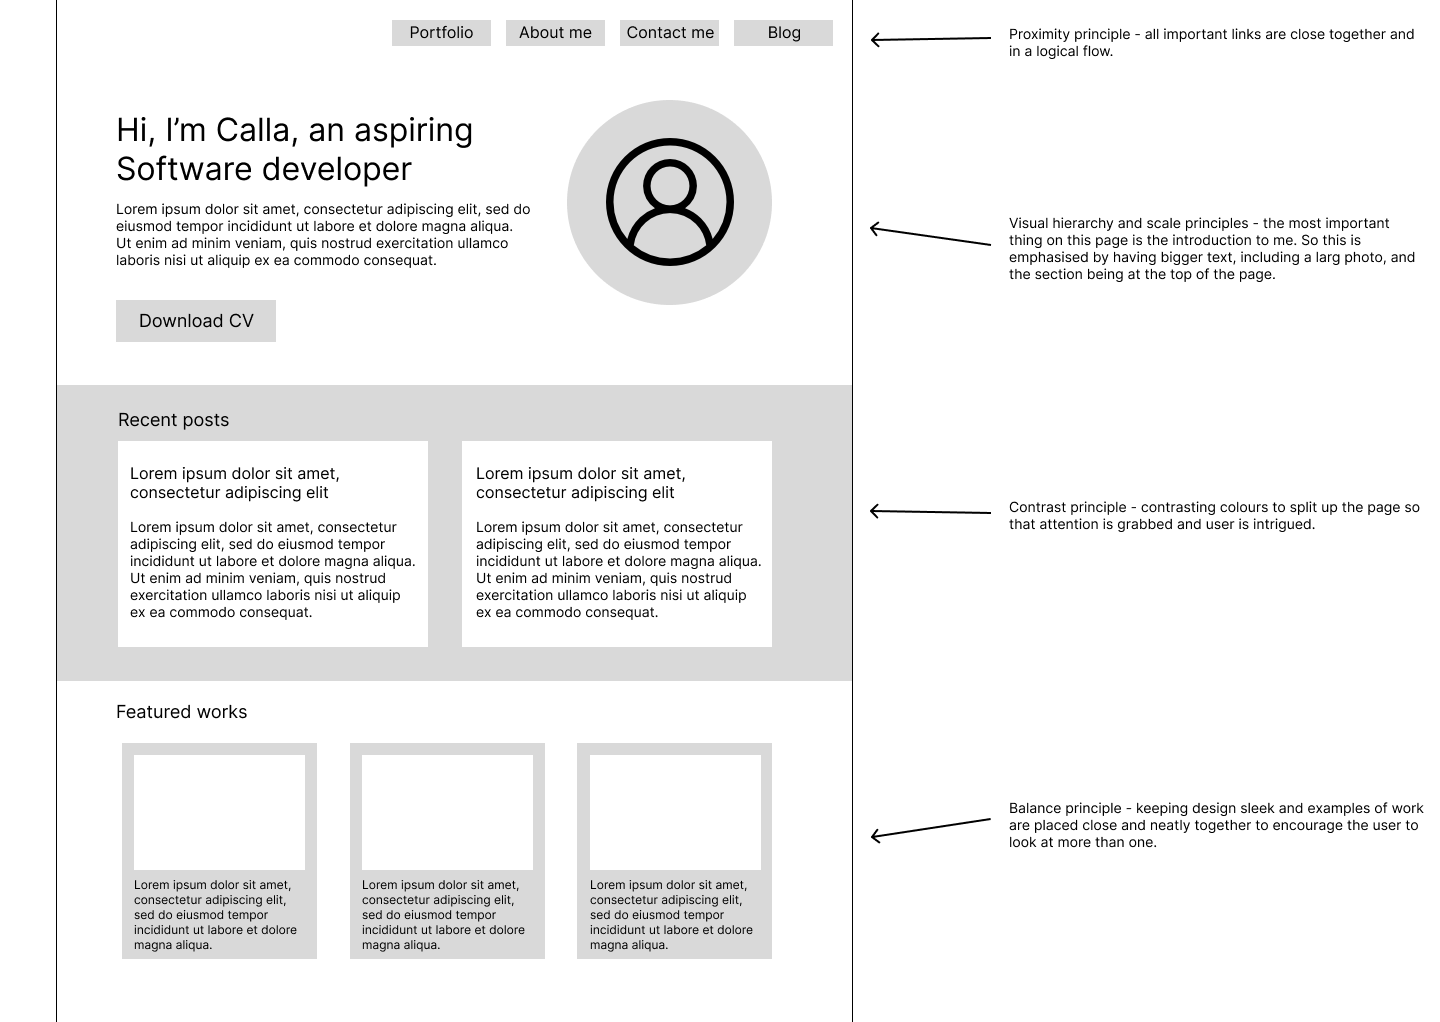 Portfolio
About me
Contact me
Blog
Proximity principle - all important links are close together and
in a logical flow.
Hi, I’m Calla, an aspiring
Software developer
Lorem ipsum dolor sit amet, consectetur adipiscing elit, sed do
eiusmod tempor incididunt ut labore et dolore magna aliqua.
Ut enim ad minim veniam, quis nostrud exercitation ullamco
laboris nisi ut aliquip ex ea commodo consequat.
Download CV
Visual hierarchy and scale principles - the most important
thing on this page is the introduction to me. So this is
emphasised by having bigger text, including a larg photo, and
the section being at the top of the page.
Recent posts
Lorem ipsum dolor sit amet,
consectetur adipiscing elit
Lorem ipsum dolor sit amet, consectetur
adipiscing elit, sed do eiusmod tempor
incididunt ut labore et dolore magna aliqua.
Ut enim ad minim veniam, quis nostrud
exercitation ullamco laboris nisi ut aliquip
ex ea commodo consequat.
Lorem ipsum dolor sit amet,
consectetur adipiscing elit
Lorem ipsum dolor sit amet, consectetur
adipiscing elit, sed do eiusmod tempor
incididunt ut labore et dolore magna aliqua.
Ut enim ad minim veniam, quis nostrud
exercitation ullamco laboris nisi ut aliquip
ex ea commodo consequat.
Contrast principle - contrasting colours to split up the page so
that attention is grabbed and user is intrigued.
Featured works
Lorem ipsum dolor sit amet,
consectetur adipiscing elit,
sed do eiusmod tempor
incididunt ut labore et dolore
magna aliqua.
Lorem ipsum dolor sit amet,
consectetur adipiscing elit,
sed do eiusmod tempor
incididunt ut labore et dolore
magna aliqua.
Lorem ipsum dolor sit amet,
consectetur adipiscing elit,
sed do eiusmod tempor
incididunt ut labore et dolore
magna aliqua.
Balance principle - keeping design sleek and examples of work
are placed close and neatly together to encourage the user to
look at more than one.